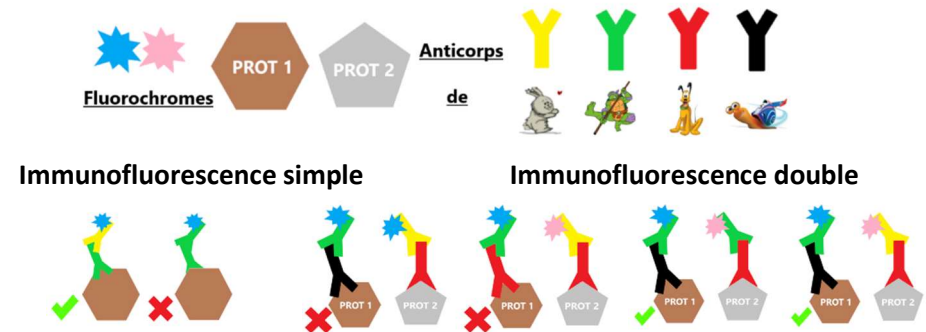 PROT 1
PROT 2
Anticorps
de
Fluorochromes
Immunofluorescence simple
Immunofluorescence double
PROT 1
PROT 2
PROT 1
PROT 2
PROT 1
PROT 2
PROT 1
PROT 2